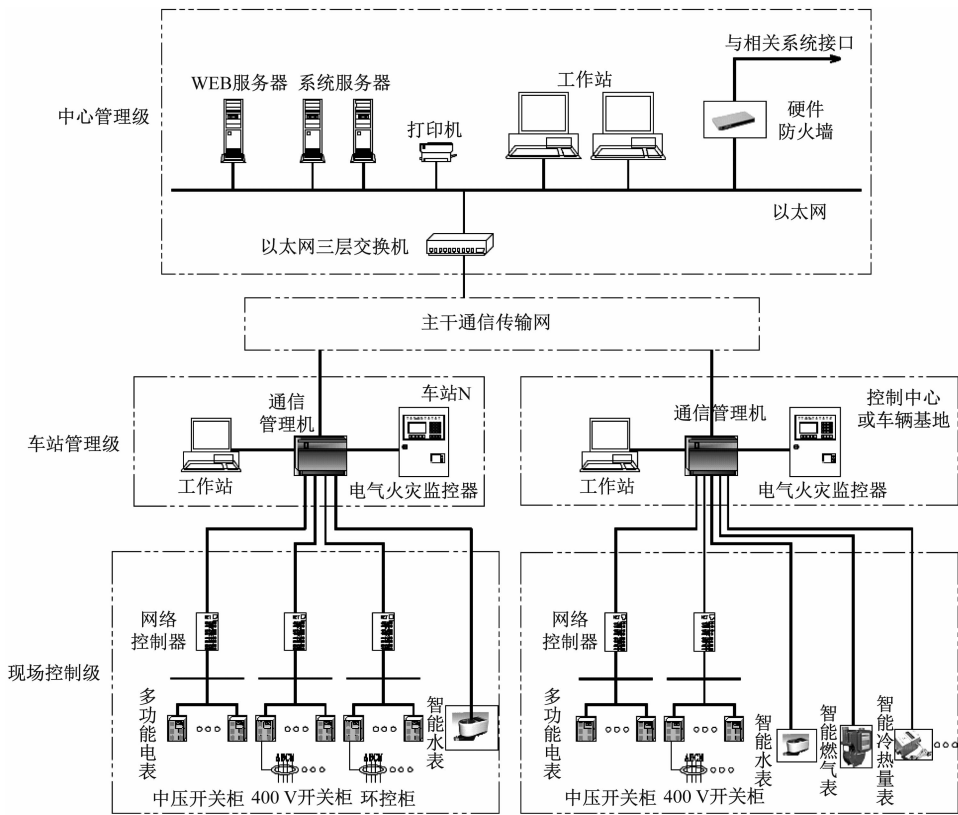 与相关系统接口
WEB服务器
系统服务器
工作站
中心管理级
打印机
硬件
防火墙
以太网
以太网三层交换机
主干通信传输网
车站管理级
通信
管理机
车站N
工作站
电气火灾监控器
通信管理机
控制中心
或车辆基地
工作站
电气火灾监控器
现场控制级
网络
控制器
多功能电表
智能水表
ABCN
ABCN
中压开关柜
400 V开关柜
环控柜
网络
控制器
多功能电表
智能水表
智能燃气表
智能冷热量表
ABCN
中压开关柜
400 V开关柜